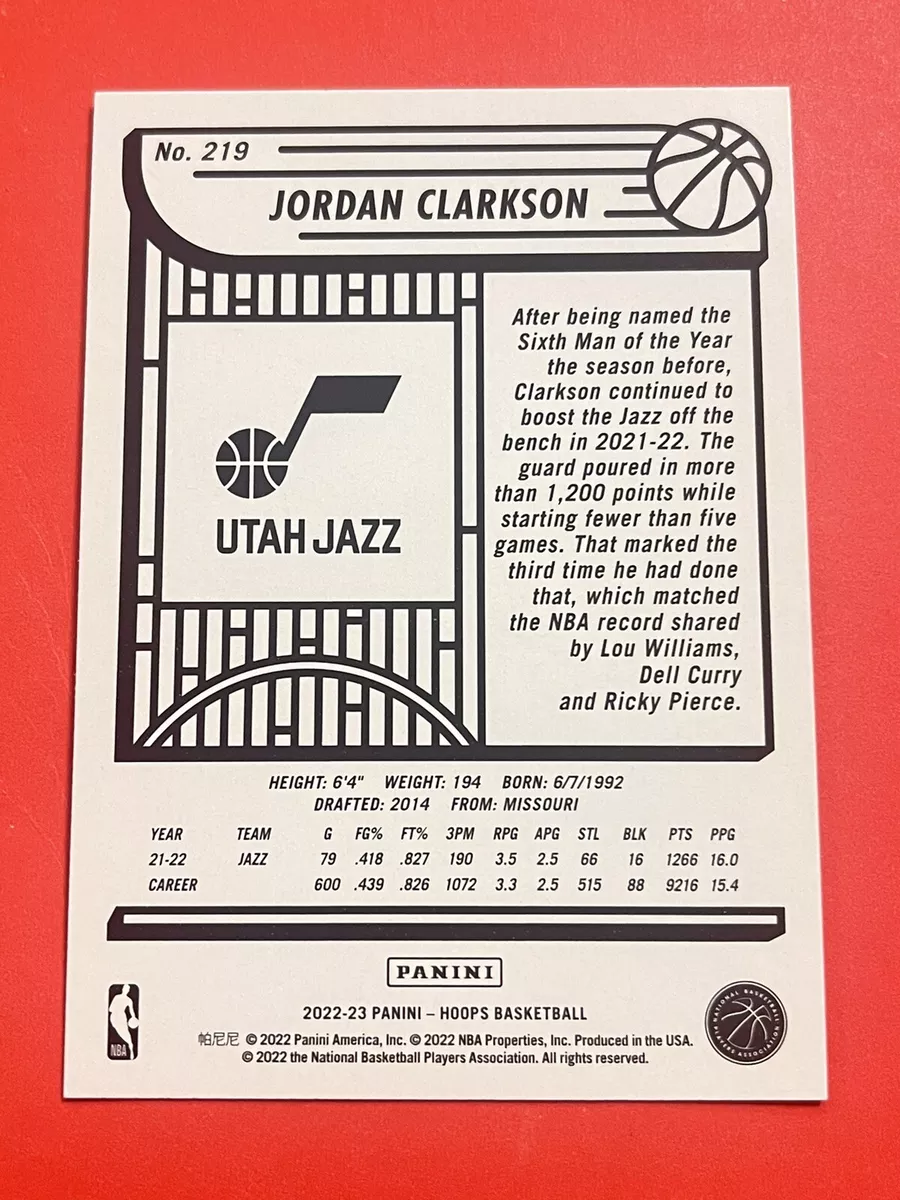 No. 219
JORDAN CLARKSON
UTAH JAZZ
After being named the
Sixth Man of the Year
the season before,
Clarkson continued to
boost the Jazz off the
bench in 2021-22. The
guard poured in more
than 1,200 points while
starting fewer than five
games. That marked the
third time he had done
that, which matched
the NBA record shared
by Lou Williams,
Dell Curry
and Ricky Pierce.
HEIGHT: 6'4" WEIGHT: 194 BORN: 6/7/1992
DRAFTED: 2014 FROM: MISSOURI
YEAR TEAM G FG% FT% 3PM RPG APG STL BLK PTS PPG
21-22 JAZZ 79 .418 .827 190 3.5 2.5 66 16 1266 16.0
CAREER 600 .439 .826 1072 3.3 2.5 515 88 9216 15.4
PANINI
NBA
2022-23 PANINI – HOOPS BASKETBALL
帕尼尼 © 2022 Panini America, Inc. © 2022 NBA Properties, Inc. Produced in the USA.
© 2022 the National Basketball Players Association. All rights reserved.
NATIONAL BASKETBALL PLAYERS ASSOCIATION